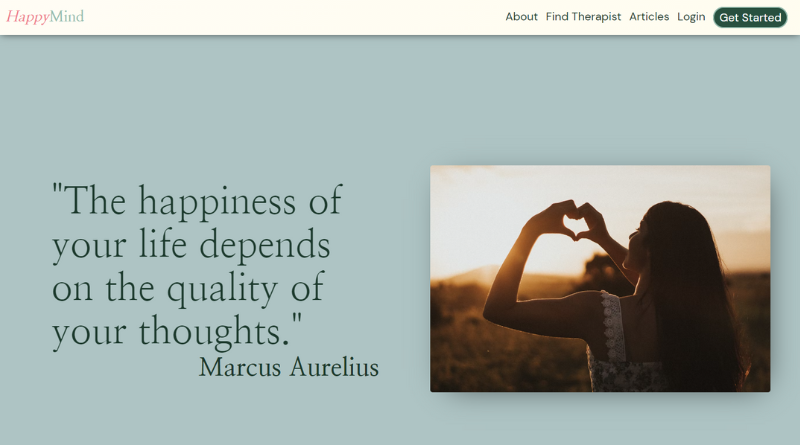 HappyMind
About Find Therapist Articles Login Get Started
"The happiness of
your life depends
on the quality of
your thoughts."
Marcus Aurelius